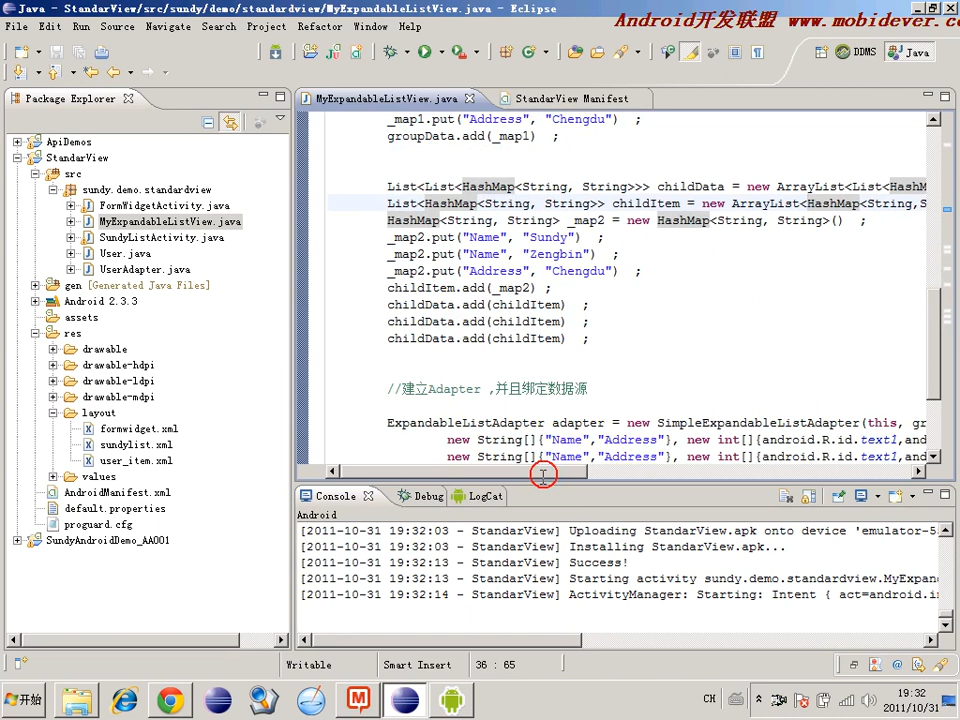 Java - StandarView/src/sundy/demo/standardview/MyExpandableListView.java - Eclipse
Android开发联盟 www.mobidever.co
File Edit Run Source Navigate Search Project Refactor Window Help
DDMS Java
Package Explorer
MyExpandableListView.java StandarView Manifest
ApiDemos
StandarView
src
sundy.demo.standardview
FormWidgetActivity.java
MyExpandableListView.java
SundyListActivity.java
User.java
UserAdapter.java
gen [Generated Java Files]
Android 2.3.3
assets
res
drawable
drawable-hdpi
drawable-ldpi
drawable-mdpi
layout
formwidget.xml
sundylist.xml
user_item.xml
values
AndroidManifest.xml
default.properties
proguard.cfg
SundyAndroidDemo_AA001
_map1.put("Address", "Chengdu") ;
groupData.add(_map1) ;
List<List<HashMap<String, String>>> childData = new ArrayList<List<HashM
List<HashMap<String, String>> childItem = new ArrayList<HashMap<String,S
HashMap<String, String> _map2 = new HashMap<String, String>() ;
_map2.put("Name", "Sundy") ;
_map2.put("Name", "Zengbin") ;
_map2.put("Address", "Chengdu") ;
childItem.add(_map2) ;
childData.add(childItem) ;
childData.add(childItem) ;
childData.add(childItem) ;
//建立Adapter ,并且绑定数据源
ExpandableListAdapter adapter = new SimpleExpandableListAdapter(this, gr
new String[]{"Name","Address"}, new int[]{android.R.id.text1,and
new String[]{"Name","Address"}, new int[]{android.R.id.text1,and
Console Debug LogCat
Android
[2011-10-31 19:32:03 - StandarView] Uploading StandarView.apk onto device 'emulator-5
[2011-10-31 19:32:03 - StandarView] Installing StandarView.apk...
[2011-10-31 19:32:13 - StandarView] Success!
[2011-10-31 19:32:13 - StandarView] Starting activity sundy.demo.standardview.MyExpan
[2011-10-31 19:32:14 - StandarView] ActivityManager: Starting: Intent { act=android.in
Writable Smart Insert 36 : 65
开始
CH
19:32
2011/10/31